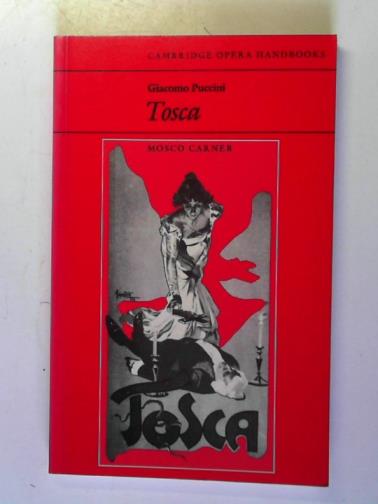 CAMBRIDGE OPERA HANDBOOKS
Giacomo Puccini
Tosca
MOSCO CARNER
TOSCA